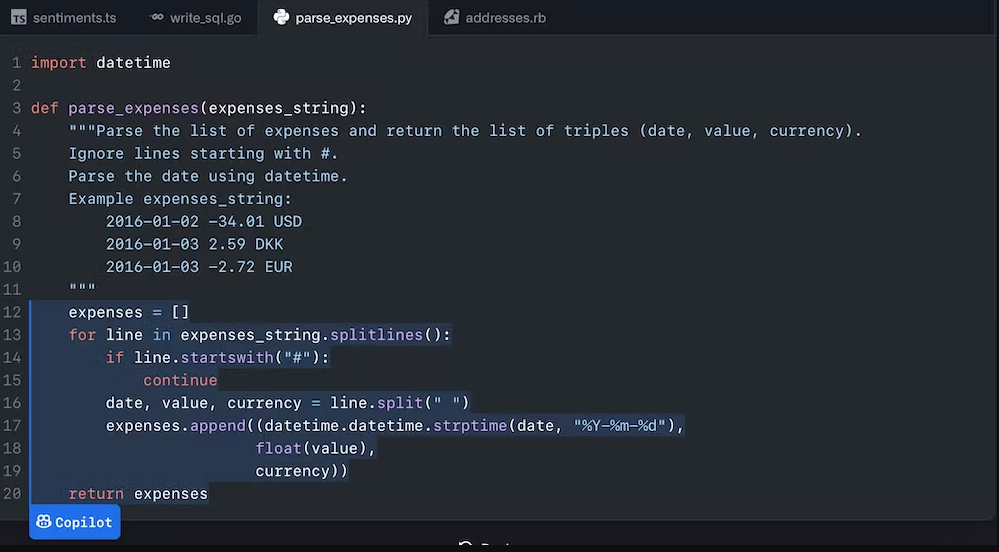 TS sentiments.ts GO write_sql.go parse_expenses.py addresses.rb
1 import datetime
2
3 def parse_expenses(expenses_string):
4     """Parse the list of expenses and return the list of triples (date, value, currency).
5     Ignore lines starting with #.
6     Parse the date using datetime.
7     Example expenses_string:
8         2016-01-02 -34.01 USD
9         2016-01-03 2.59 DKK
10         2016-01-03 -2.72 EUR
11     """
12     expenses = []
13     for line in expenses_string.splitlines():
14         if line.startswith("#"):
15             continue
16         date, value, currency = line.split(" ")
17         expenses.append((datetime.datetime.strptime(date, "%Y-%m-%d"),
18                         float(value),
19                         currency))
20     return expenses
Copilot